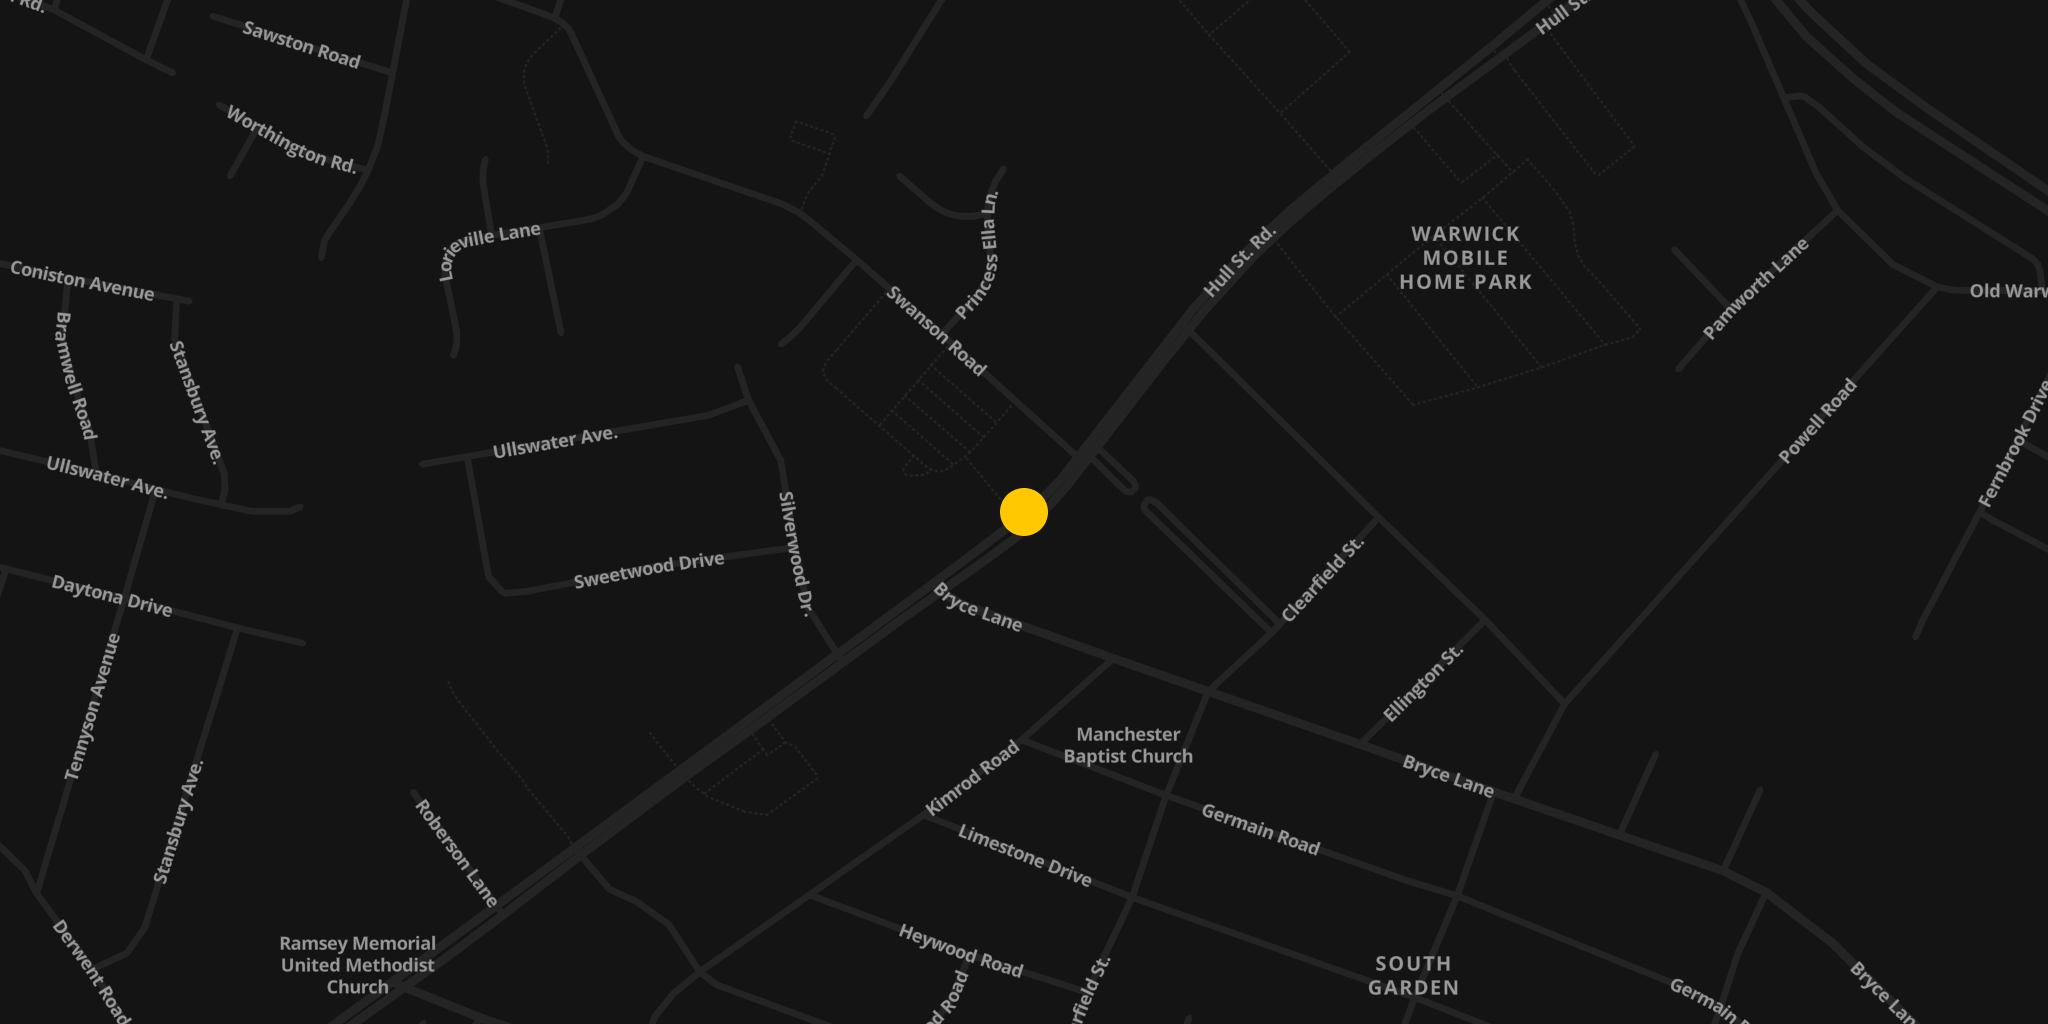 Rd.
Sawston Road
Hull St.
Worthington Rd.
Princess Ella Ln.
Lorieville Lane
Hull St. Rd.
WARWICK
MOBILE
HOME PARK
Pamworth Lane
Coniston Avenue
Old Warw
Swanson Road
Bramwell Road
Stansbury Ave.
Powell Road
Fernbrook Drive
Ullswater Ave.
Ullswater Ave.
Silverwood Dr.
Sweetwood Drive
Clearfield St.
Daytona Drive
Bryce Lane
Tennyson Avenue
Ellington St.
Manchester
Baptist Church
Kimrod Road
Bryce Lane
Stansbury Ave.
Roberson Lane
Germain Road
Limestone Drive
Ramsey Memorial
United Methodist
Church
Heywood Road
SOUTH
GARDEN
Derwent Road
d Road
rfield St.
Germain
Bryce Lan